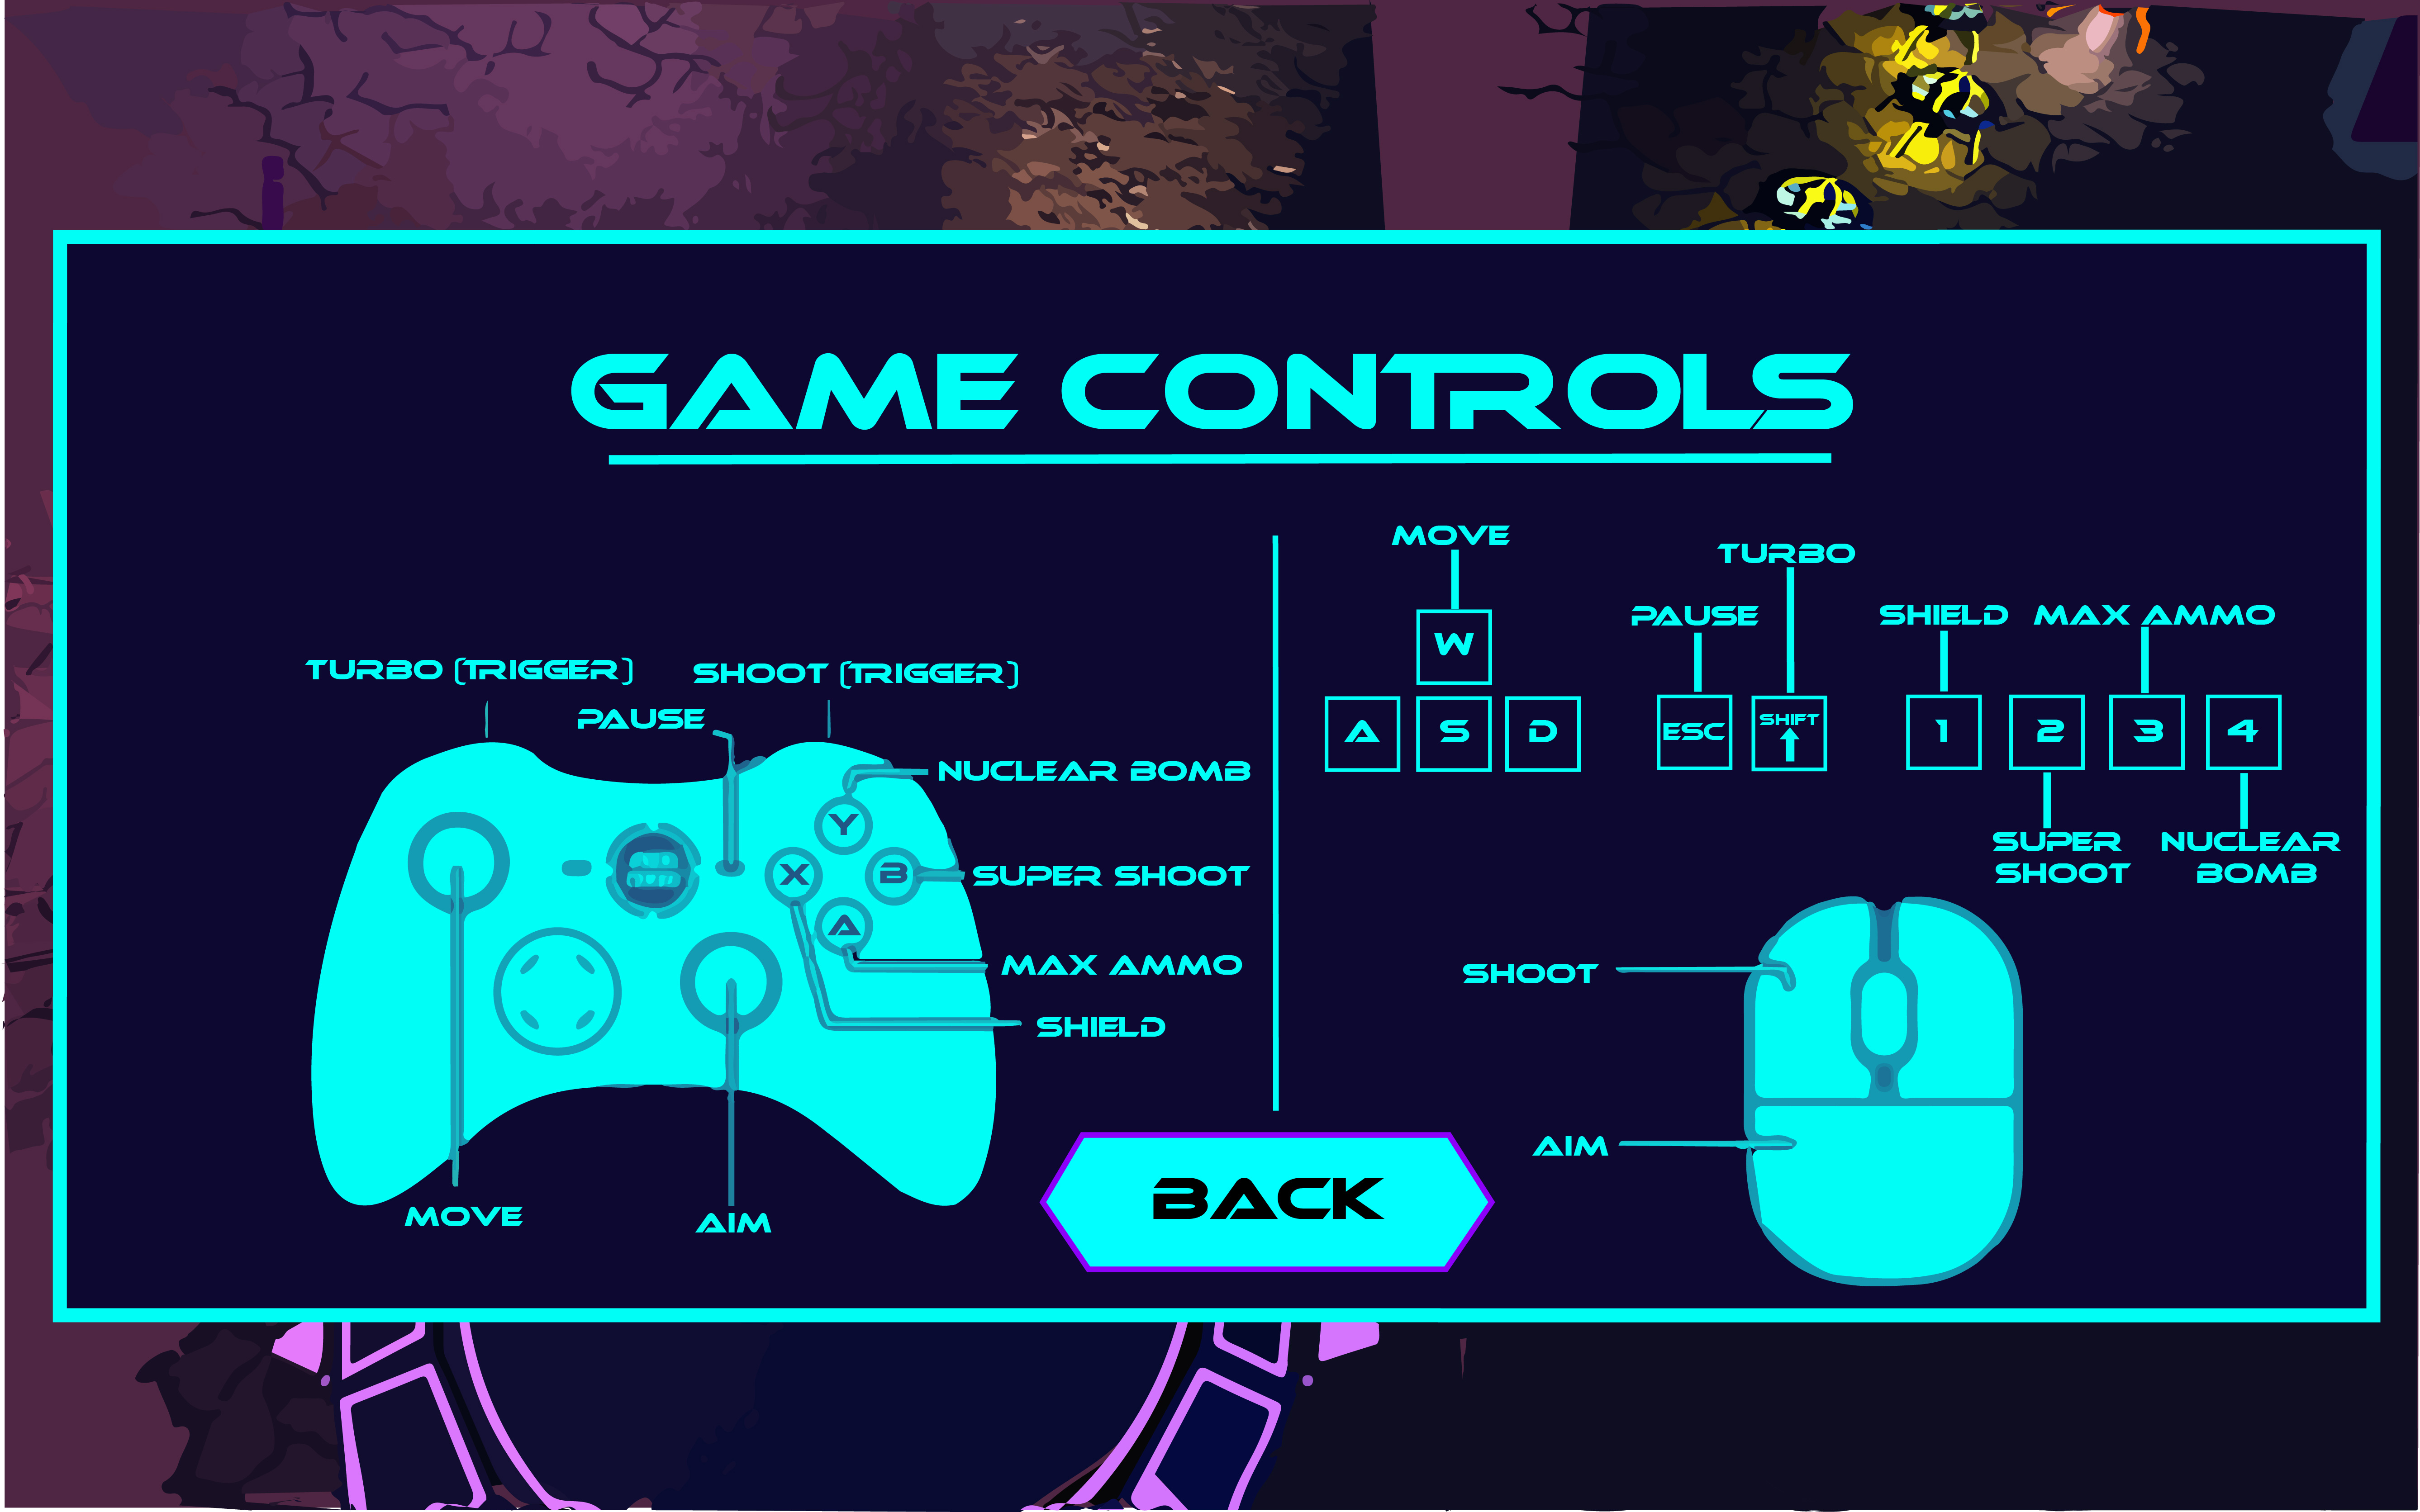 GAME CONTROLS
TURBO (TRIGGER)
SHOOT (TRIGGER)
PAUSE
NUCLEAR BOMB
Y
X
B
SUPER SHOOT
A
MAX AMMO
SHIELD
MOVE
AIM
MOVE
TURBO
PAUSE
SHIELD
MAX AMMO
W
A
S
D
ESC
SHIFT
1
2
3
4
SUPER
SHOOT
NUCLEAR
BOMB
SHOOT
AIM
BACK